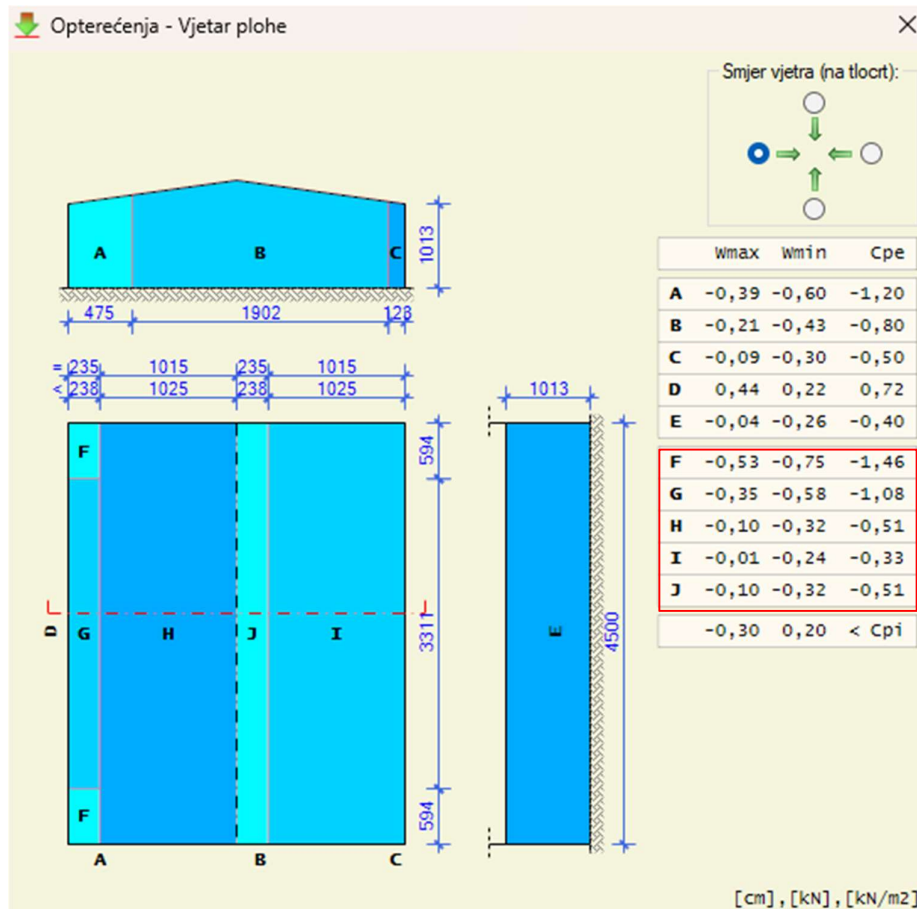 Opterećenja - Vjetar plohe
Smjer vjetra (na tlocrt):
A B C
1013
475 1902 123
Wmax Wmin Cpe
A -0,39 -0,60 -1,20
B -0,21 -0,43 -0,80
C -0,09 -0,30 -0,50
D 0,44 0,22 0,72
E -0,04 -0,26 -0,40
F -0,53 -0,75 -1,46
G -0,35 -0,58 -1,08
H -0,10 -0,32 -0,51
I -0,01 -0,24 -0,33
J -0,10 -0,32 -0,51
-0,30 0,20 < Cpi
= 235 1015 235 1015
< 238 1025 238 1025
1013
F
594
D G H J I
3311
E
4500
F
594
A B C
[cm],[kN],[kN/m2]